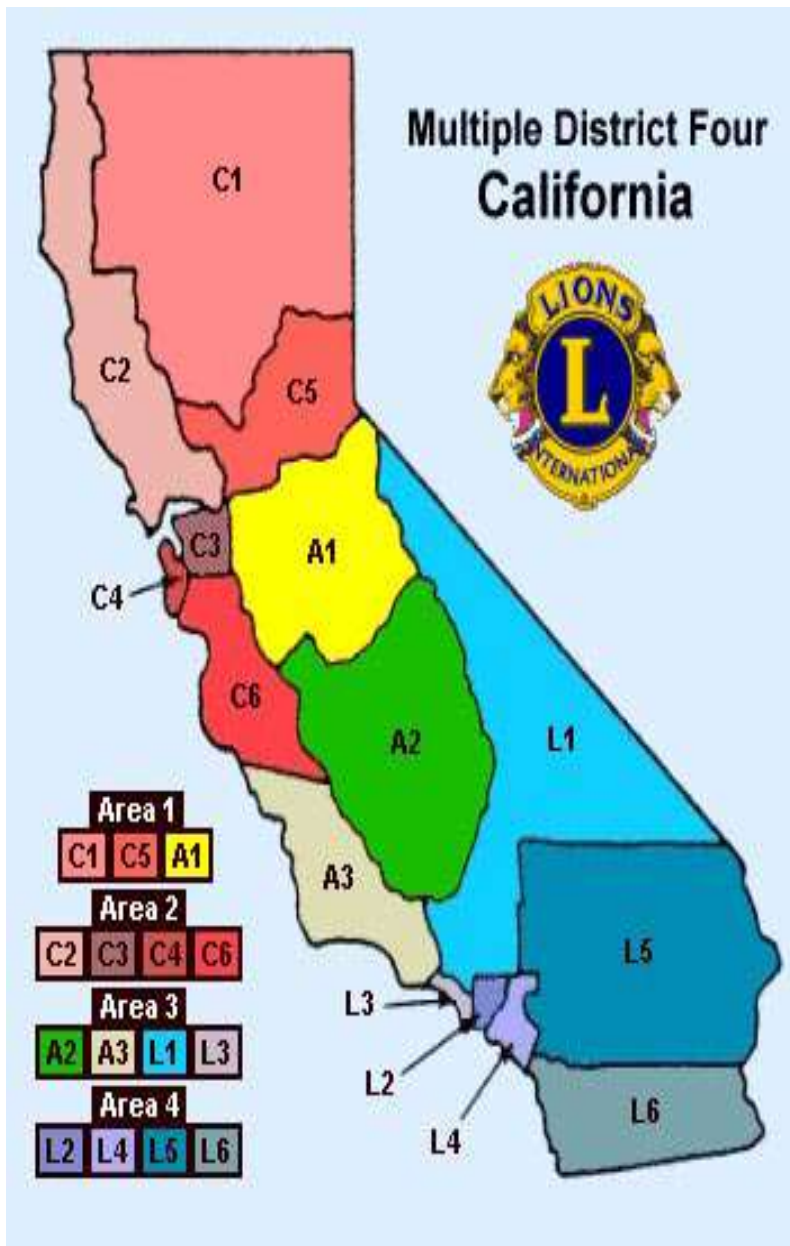 Multiple District Four
California
LIONS
L
INTERNATIONAL
C1
C2
C5
C3
A1
C4
C6
A2
L1
A3
L5
L3
L2
L4
L6
Area 1
C1 C5 A1
Area 2
C2 C3 C4 C6
Area 3
A2 A3 L1 L3
Area 4
L2 L4 L5 L6